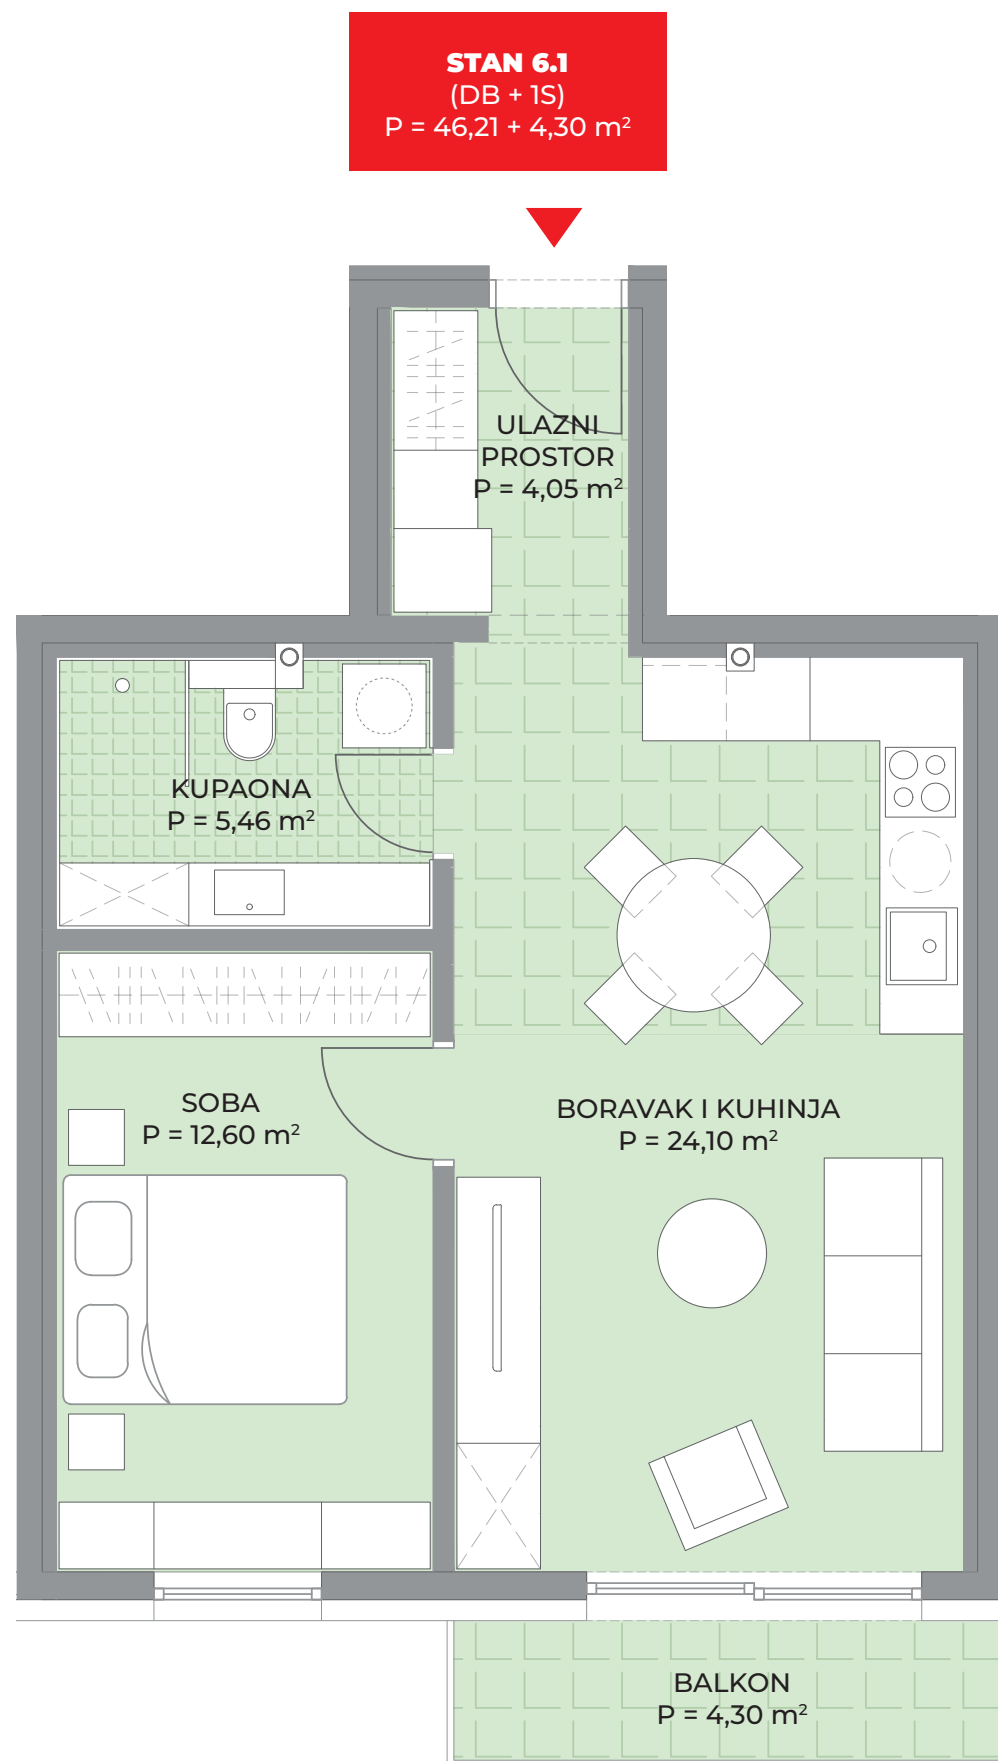 STAN 6.1
(DB + 1S)
P = 46,21 + 4,30 m²
ULAZNI
PROSTOR
P = 4,05 m²
KUPAONA
P = 5,46 m²
SOBA
P = 12,60 m²
BORAVAK I KUHINJA
P = 24,10 m²
BALKON
P = 4,30 m²